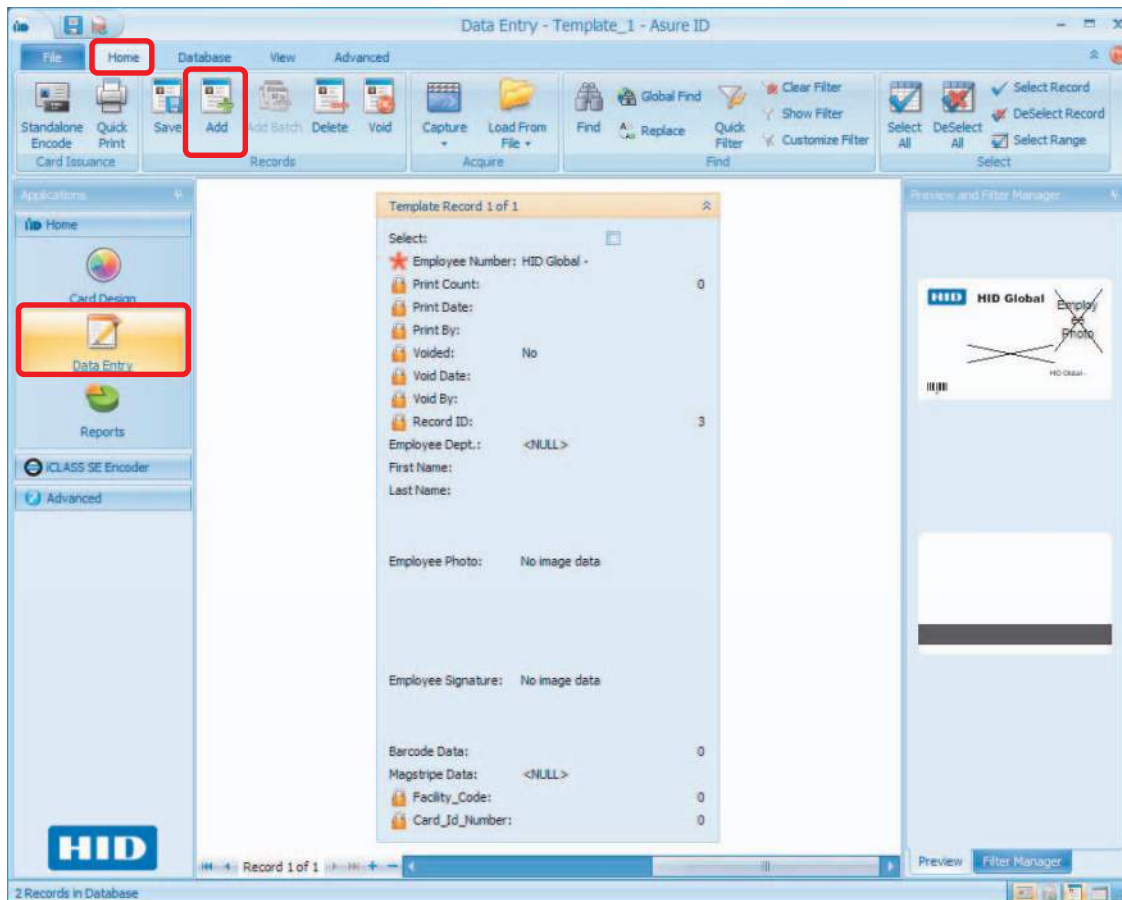 Data Entry - Template_1 - Asure ID
File Home Database View Advanced
Standalone Encode
Quick Print
Card Issuance
Save
Add
Add Batch
Delete
Void
Records
Capture
Load From File
Acquire
Find
Global Find
Replace
Quick Filter
Clear Filter
Show Filter
Customize Filter
Find
Select All
DeSelect All
Select Record
DeSelect Record
Select Range
Select
Applications
Home
Card Design
Data Entry
Reports
iCLASS SE Encoder
Advanced
HID
Template Record 1 of 1
Select:
Employee Number: HID Global -
Print Count: 0
Print Date:
Print By:
Voided: No
Void Date:
Void By:
Record ID: 3
Employee Dept.: <NULL>
First Name:
Last Name:
Employee Photo: No image data
Employee Signature: No image data
Barcode Data: 0
Magstripe Data: <NULL>
Facility_Code: 0
Card_Id_Number: 0
Record 1 of 1
Preview and Filter Manager
HID HID Global
Employ
ee
Photo
HID Global -
Preview Filter Manager
2 Records in Database